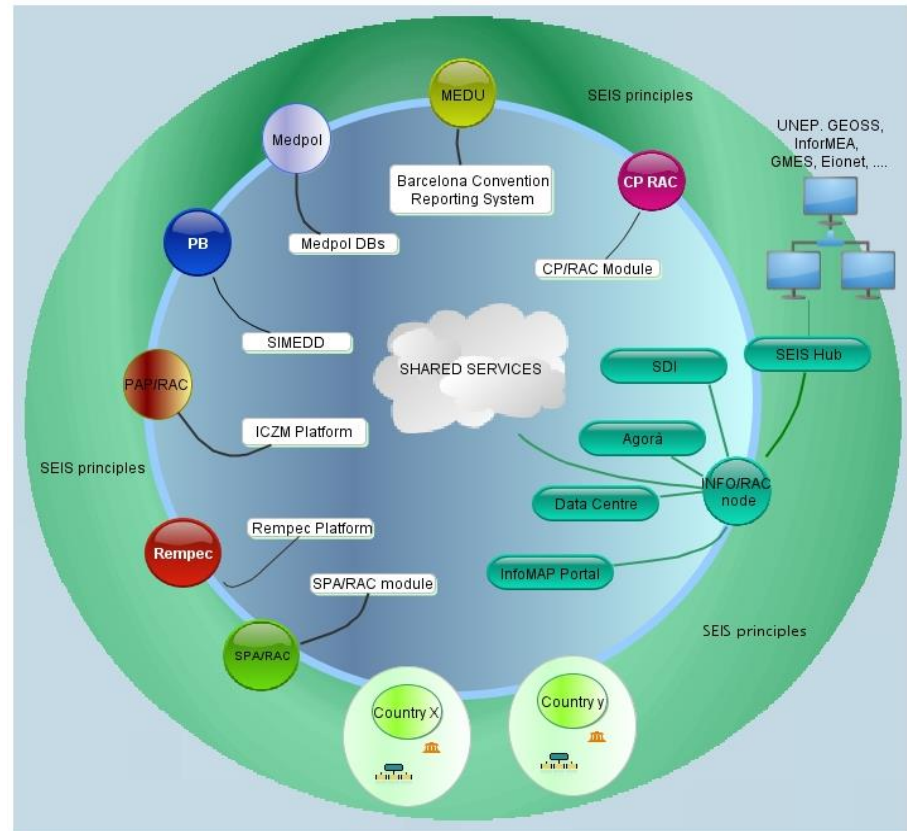 MEDU
SEIS principles
UNEP. GEOSS,
InforMEA,
GMES, Eionet, ....
Medpol
Barcelona Convention
Reporting System
CP RAC
PB
Medpol DBs
CP/RAC Module
SIMEDD
SHARED SERVICES
SEIS Hub
SDI
PAP/RAC
ICZM Platform
Agorà
SEIS principles
INFO/RAC
node
Data Centre
Rempec Platform
Rempec
InfoMAP Portal
SPA/RAC module
SEIS principles
SPA/RAC
Country X
Country y